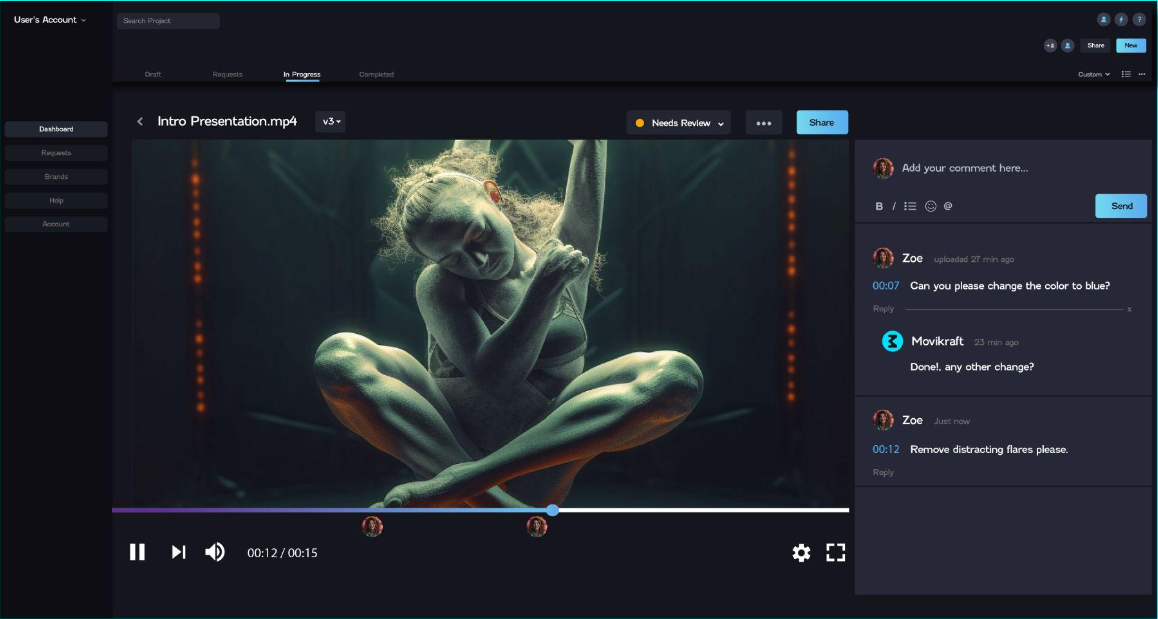 User's Account
Search Project
?
Share
New
Draft
Requests
In Progress
Completed
Custom
Intro Presentation.mp4
v3
Needs Review
Share
Dashboard
Requests
Brands
Help
Account
Add your comment here...
B I @
Send
Zoe uploaded 27 min ago
00:07 Can you please change the color to blue?
Reply x
Movikraft 23 min ago
Done!, any other change?
Zoe Just now
00:12 Remove distracting flares please.
Reply
00:12 / 00:15